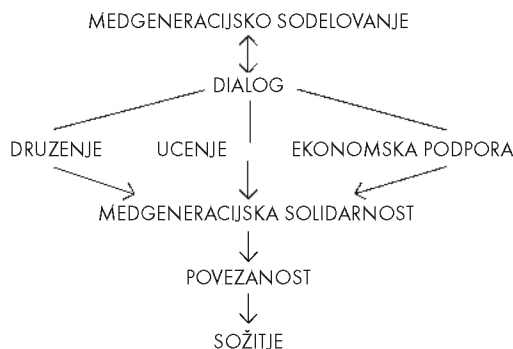 MEDGENERACIJSKO SODELOVANJE
DIALOG
DRUZENJE UCENJE EKONOMSKA PODPORA
MEDGENERACIJSKA SOLIDARNOST
POVEZANOST
SOŽITJE